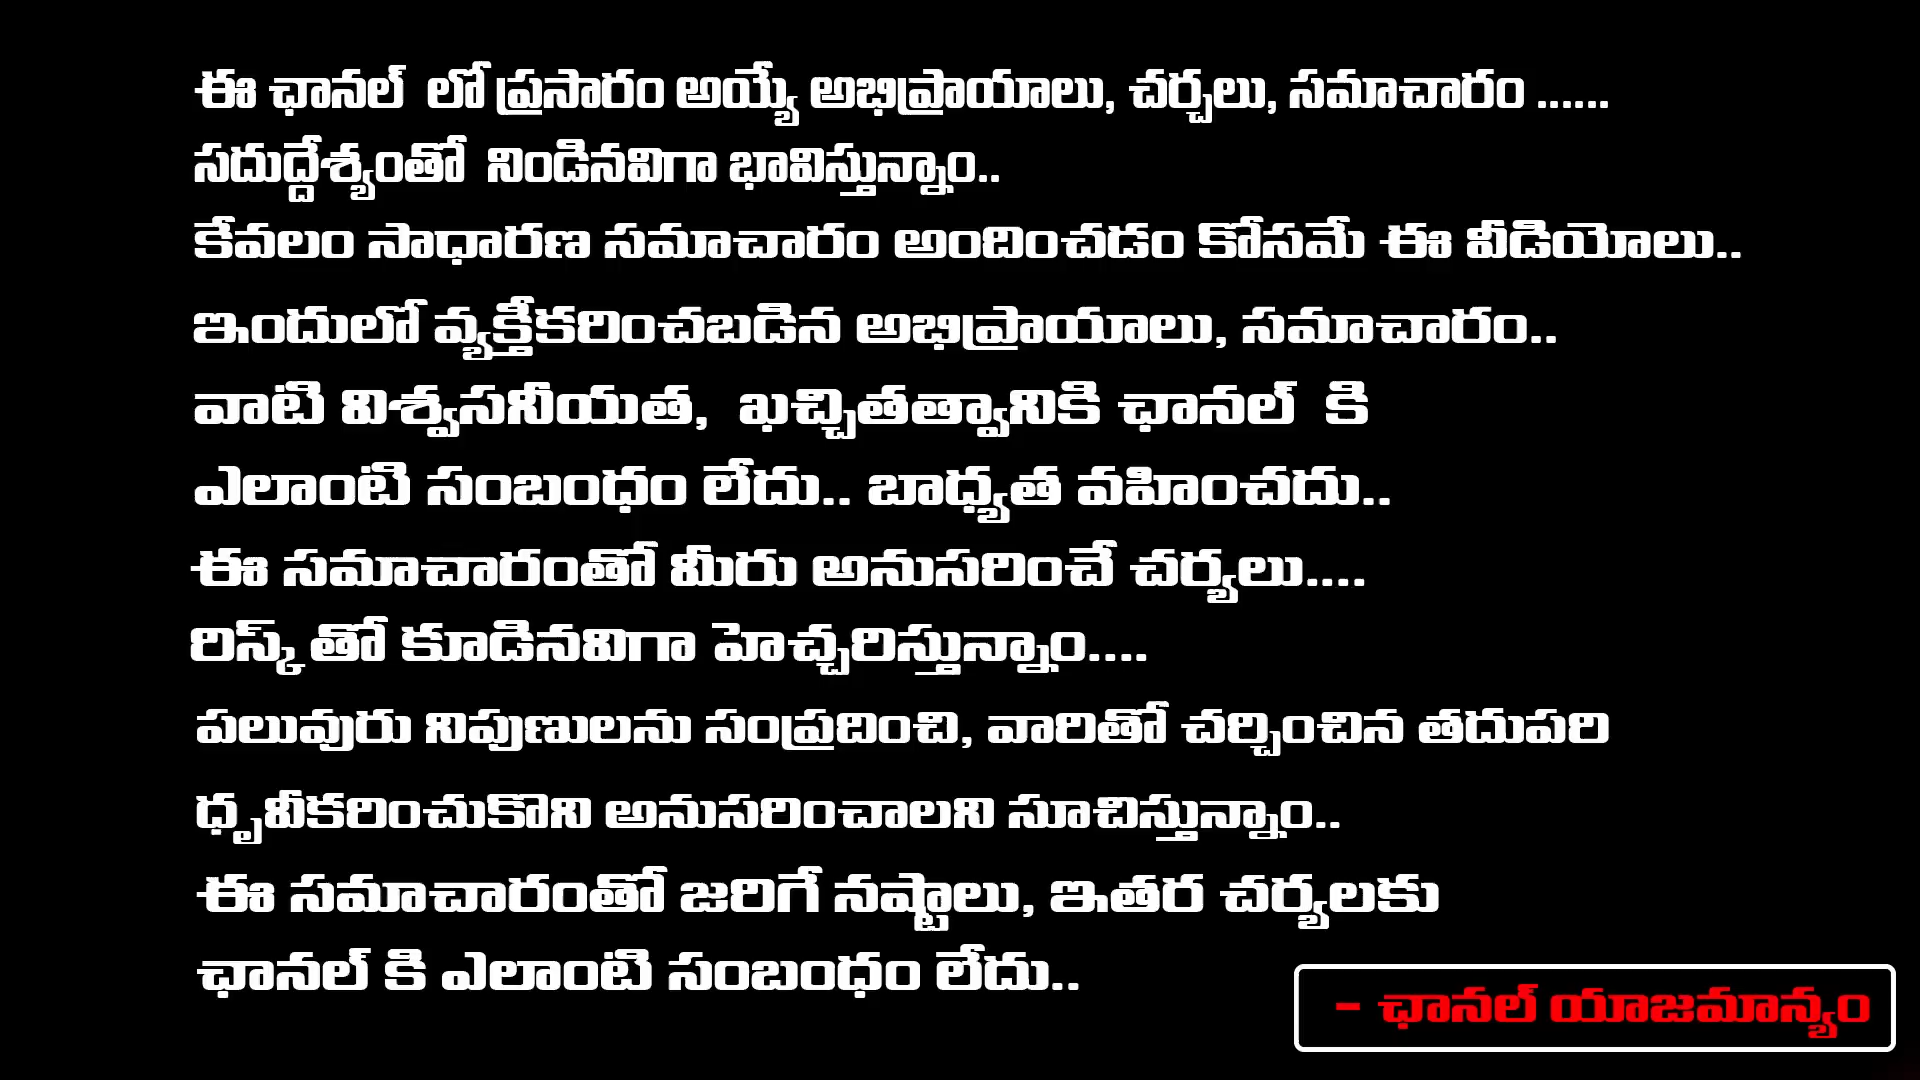 ఈ ఛానల్ లో ప్రసారం అయ్యే అభిప్రాయాలు, చర్చలు, సమాచారం ......
సదుద్దేశ్యంతో నిండినవిగా భావిస్తున్నాం..
కేవలం సాధారణ సమాచారం అందించడం కోసమే ఈ వీడియోలు..
ఇందులో వ్యక్తీకరించబడిన అభిప్రాయాలు, సమాచారం..
వాటి విశ్వసనీయత, ఖచ్చితత్వానికి ఛానల్ కి
ఎలాంటి సంబంధం లేదు.. బాధ్యత వహించదు..
ఈ సమాచారంతో మీరు అనుసరించే చర్యలు....
రిస్క్ తో కూడినవిగా హెచ్చరిస్తున్నాం....
పలువురు నిపుణులను సంప్రదించి, వారితో చర్చించిన తదుపరి
ధృవీకరించుకొని అనుసరించాలని సూచిస్తున్నాం..
ఈ సమాచారంతో జరిగే నష్టాలు, ఇతర చర్యలకు
ఛానల్ కి ఎలాంటి సంబంధం లేదు..
- ఛానల్ యాజమాన్యం